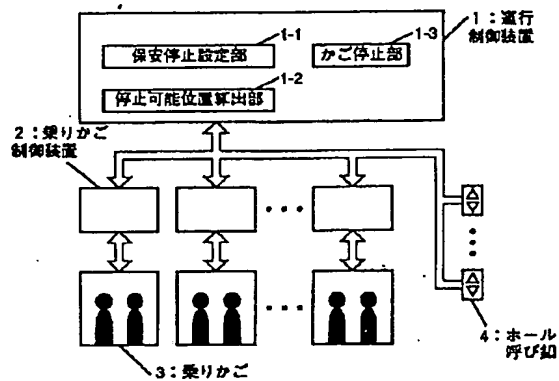 1-1
1-3
1：運行
制御装置
保安停止設定部
かご停止部
1-2
停止可能位置算出部
2：乗りかご
制御装置
3：乗りかご
4：ホール
呼び釦